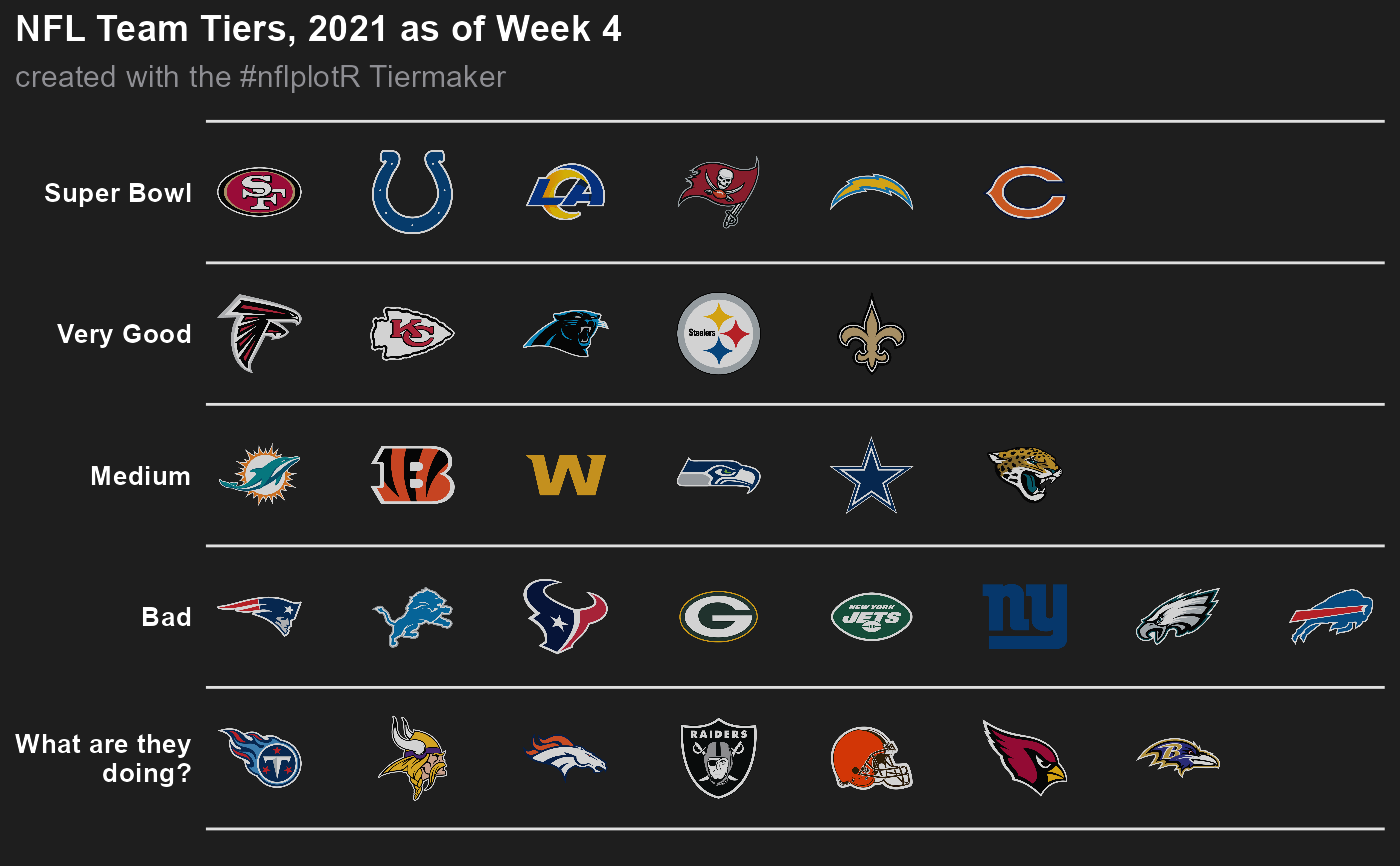 NFL Team Tiers, 2021 as of Week 4
created with the #nflplotR Tiermaker
Super Bowl
SF
LA
Very Good
KC
Steelers
Medium
B
W
Bad
G
NEW YORK
JETS
ny
What are they
doing?
T
RAIDERS
B